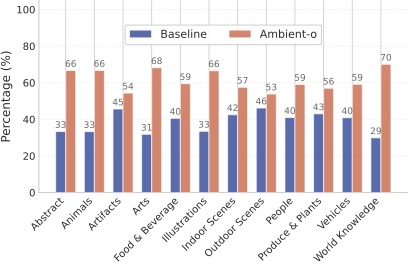 Percentage (%)
100
80
60
40
20
0
Baseline
Ambient-o
33
66
33
66
45
54
31
68
40
59
33
66
42
57
46
53
40
59
43
56
40
59
29
70
Abstract
Animals
Artifacts
Arts
Food & Beverage
Illustrations
Indoor Scenes
Outdoor Scenes
People
Produce & Plants
Vehicles
World Knowledge